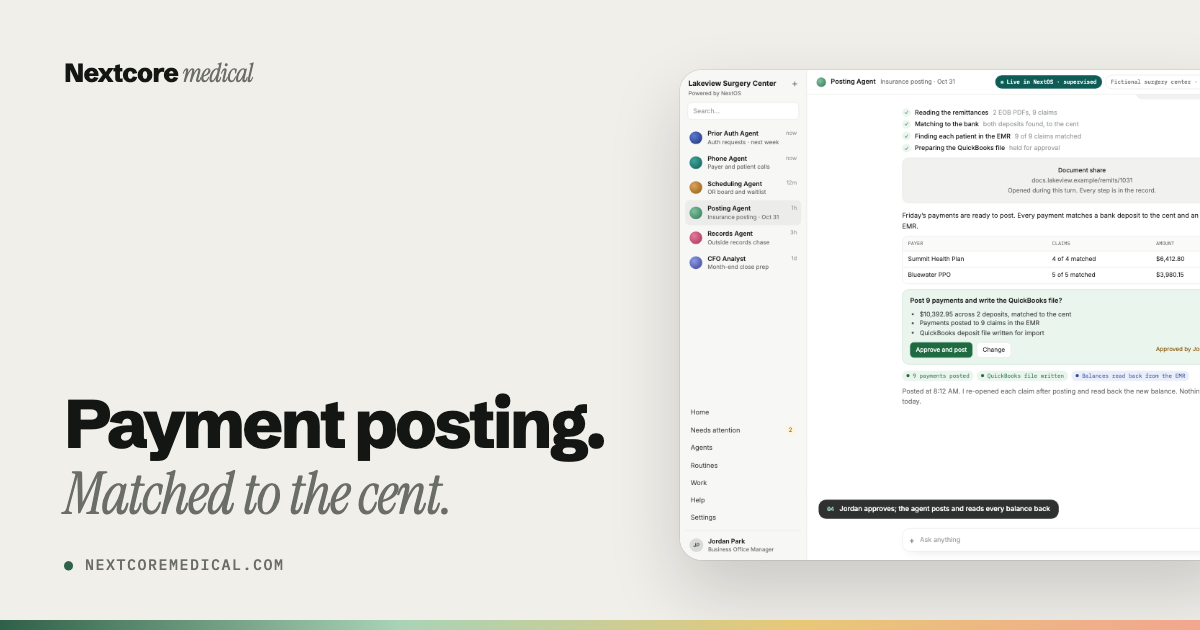 Nextcore medical
Payment posting.
Matched to the cent.
NEXTCOREMEDICAL.COM
Lakeview Surgery Center +
Powered by NextOS
Search...
Prior Auth Agent now
Auth requests · next week
Phone Agent now
Payer and patient calls
Scheduling Agent 12m
OR board and waitlist
Posting Agent 1h
Insurance posting · Oct 31
Records Agent 3h
Outside records chase
CFO Analyst 1d
Month-end close prep
Home
Needs attention 2
Agents
Routines
Work
Help
Settings
JP Jordan Park
Business Office Manager
Posting Agent Insurance posting · Oct 31 Live in NextOS · supervised Fictional surgery center ·
Reading the remittances 2 EOB PDFs, 9 claims
Matching to the bank both deposits found, to the cent
Finding each patient in the EMR 9 of 9 claims matched
Preparing the QuickBooks file held for approval
Document share
docs.lakeview.example/remits/1031
Opened during this turn. Every step is in the record.
Friday's payments are ready to post. Every payment matches a bank deposit to the cent and an
EMR.
PAYER CLAIMS AMOUNT
Summit Health Plan 4 of 4 matched $6,412.80
Bluewater PPO 5 of 5 matched $3,980.15
Post 9 payments and write the QuickBooks file?
• $10,392.95 across 2 deposits, matched to the cent
• Payments posted to 9 claims in the EMR
• QuickBooks deposit file written for import
Approve and post Change Approved by Jo
9 payments posted QuickBooks file written Balances read back from the EMR
Posted at 8:12 AM. I re-opened each claim after posting and read back the new balance. Nothin
today.
04 Jordan approves; the agent posts and reads every balance back
+ Ask anything